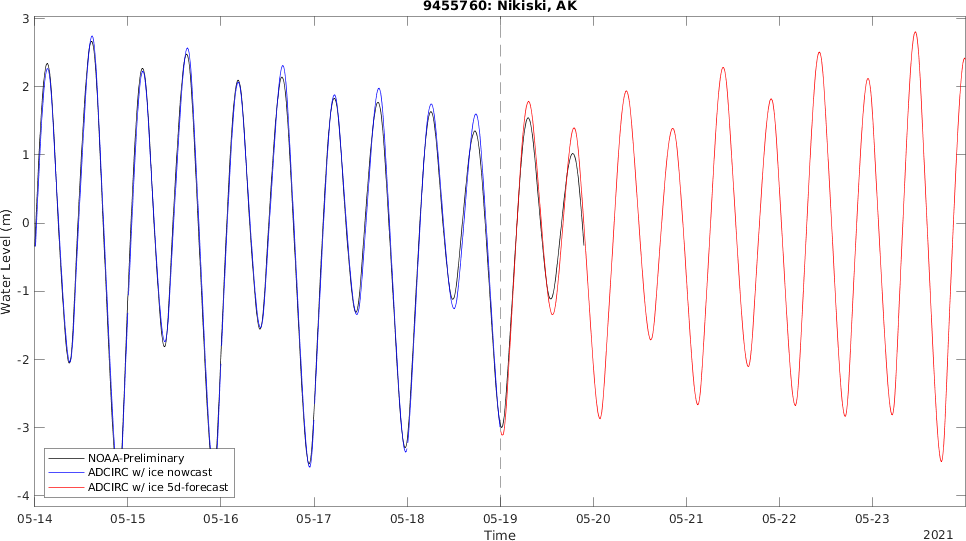 9455760: Nikiski, AK
3
2
1
0
-1
-2
-3
-4
Water Level (m)
NOAA-Preliminary
ADCIRC w/ ice nowcast
ADCIRC w/ ice 5d-forecast
05-14 05-15 05-16 05-17 05-18 05-19 05-20 05-21 05-22 05-23
Time
2021